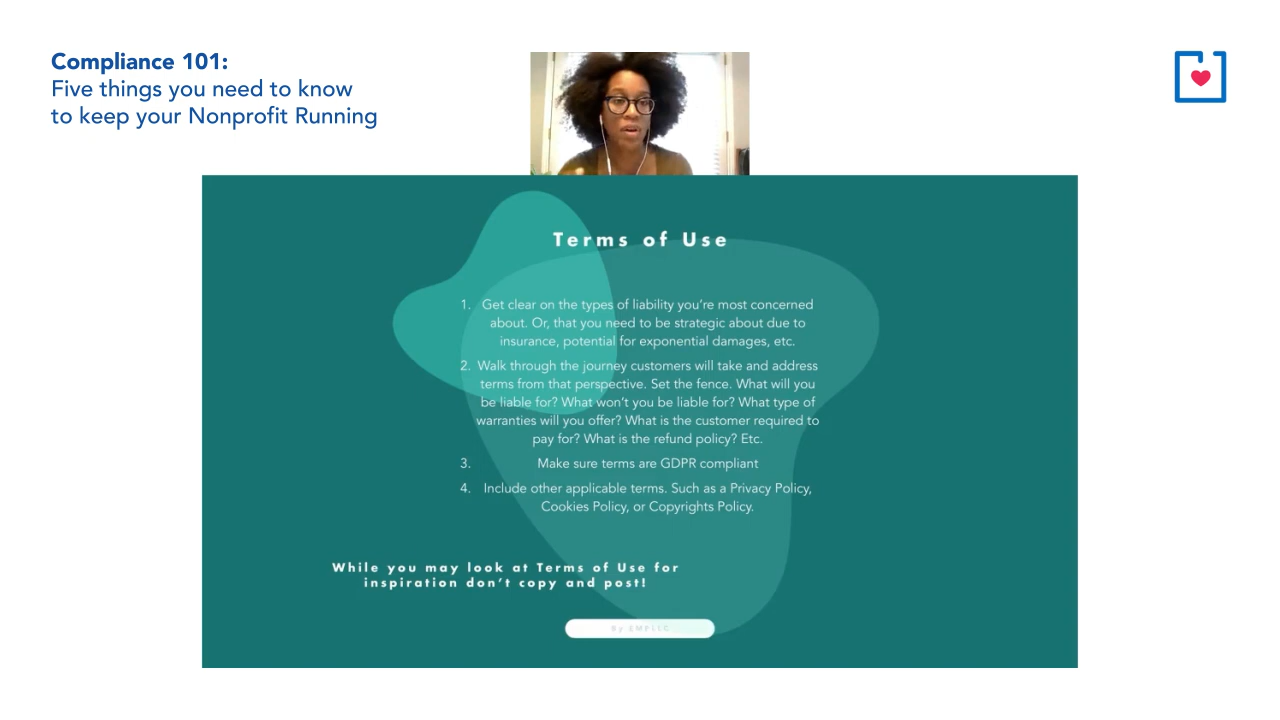 Compliance 101:
Five things you need to know
to keep your Nonprofit Running
Terms of Use
1. Get clear on the types of liability you're most concerned
about. Or, that you need to be strategic about due to
insurance, potential for exponential damages, etc.
2. Walk through the journey customers will take and address
terms from that perspective. Set the fence. What will you
be liable for? What won't you be liable for? What type of
warranties will you offer? What is the customer required to
pay for? What is the refund policy? Etc.
3. Make sure terms are GDPR compliant
4. Include other applicable terms. Such as a Privacy Policy,
Cookies Policy, or Copyrights Policy.
While you may look at Terms of Use for
inspiration don't copy and post!
By